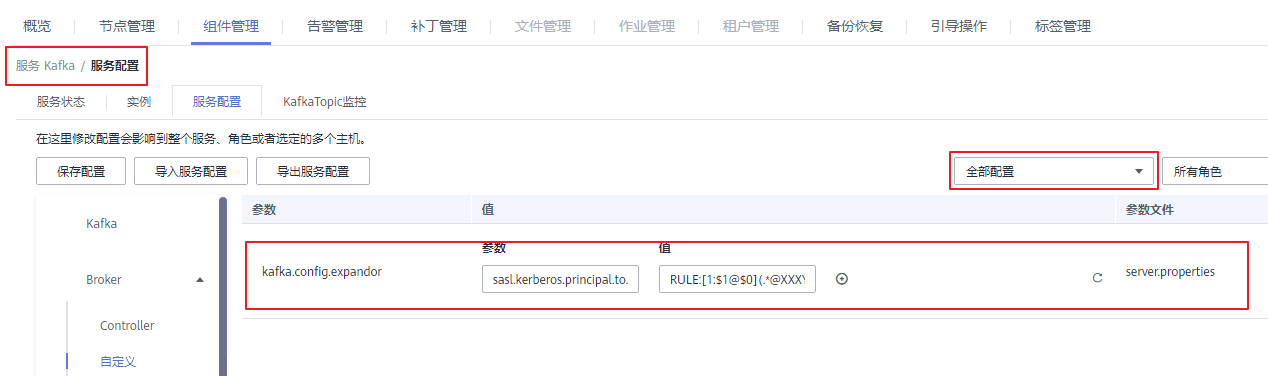 概览 节点管理 组件管理 告警管理 补丁管理 文件管理 作业管理 租户管理 备份恢复 引导操作 标签管理
服务 Kafka / 服务配置
服务状态 实例 服务配置 KafkaTopic监控
在这里修改配置会影响到整个服务、角色或者选定的多个主机。
保存配置 导入服务配置 导出服务配置 全部配置 所有角色
参数 值 参数文件
Kafka
参数 值
kafka.config.expandor sasl.kerberos.principal.to. RULE:[1:$1@$0](.*@XXXY server.properties
Broker
Controller
自定义